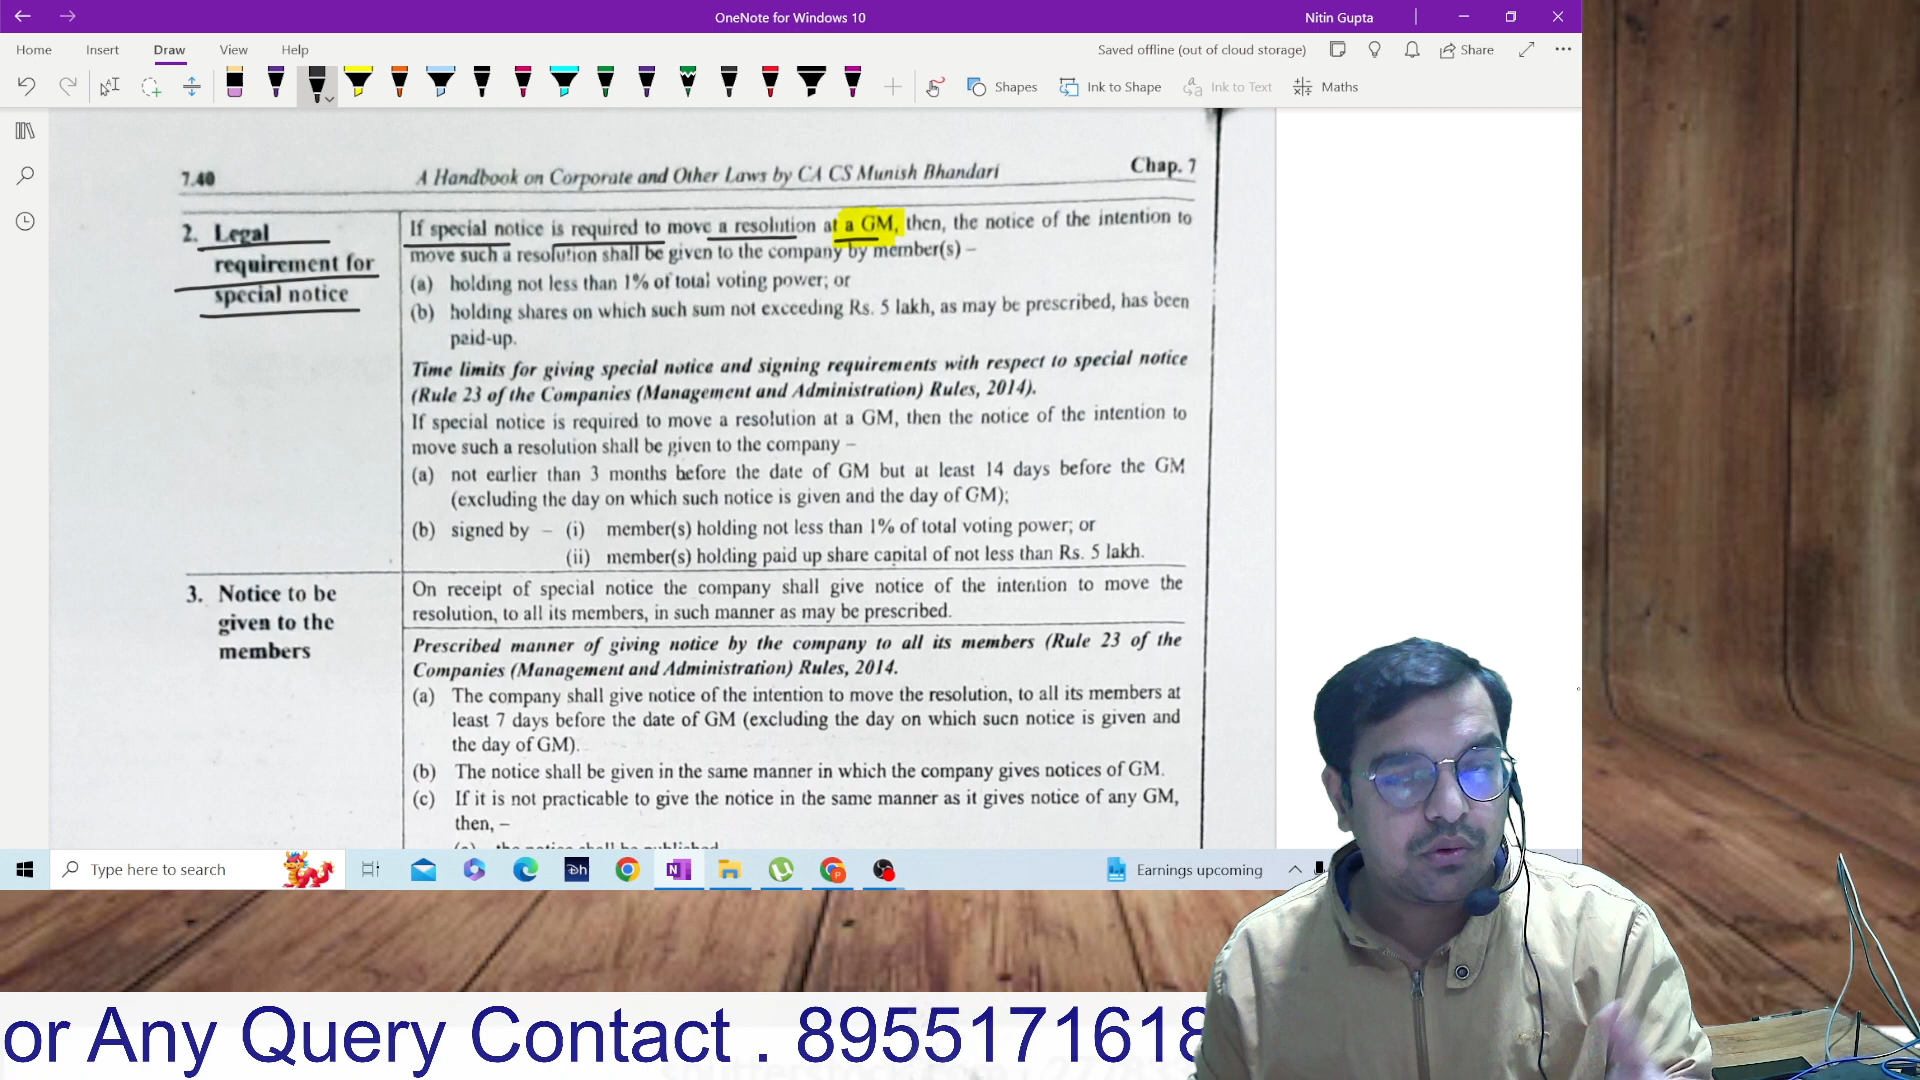 OneNote for Windows 10
Nitin Gupta
Home Insert Draw View Help
Saved offline (out of cloud storage)
Share
Shapes
Ink to Shape
Ink to Text
Maths
7.40 A Handbook on Corporate and Other Laws by CA CS Munish Bhandari Chap. 7
2. Legal
requirement for
special notice
If special notice is required to move a resolution at a GM, then, the notice of the intention to
move such a resolution shall be given to the company by member(s) –
(a) holding not less than 1% of total voting power; or
(b) holding shares on which such sum not exceeding Rs. 5 lakh, as may be prescribed, has been
paid-up.
Time limits for giving special notice and signing requirements with respect to special notice
(Rule 23 of the Companies (Management and Administration) Rules, 2014).
If special notice is required to move a resolution at a GM, then the notice of the intention to
move such a resolution shall be given to the company –
(a) not earlier than 3 months before the date of GM but at least 14 days before the GM
(excluding the day on which such notice is given and the day of GM);
(b) signed by – (i) member(s) holding not less than 1% of total voting power; or
(ii) member(s) holding paid up share capital of not less than Rs. 5 lakh.
3. Notice to be
given to the
members
On receipt of special notice the company shall give notice of the intention to move the
resolution, to all its members, in such manner as may be prescribed.
Prescribed manner of giving notice by the company to all its members (Rule 23 of the
Companies (Management and Administration) Rules, 2014.
(a) The company shall give notice of the intention to move the resolution, to all its members at
least 7 days before the date of GM (excluding the day on which such notice is given and
the day of GM).
(b) The notice shall be given in the same manner in which the company gives notices of GM.
(c) If it is not practicable to give the notice in the same manner as it gives notice of any GM,
then, –
Type here to search
Earnings upcoming
or Any Query Contact . 8955171618